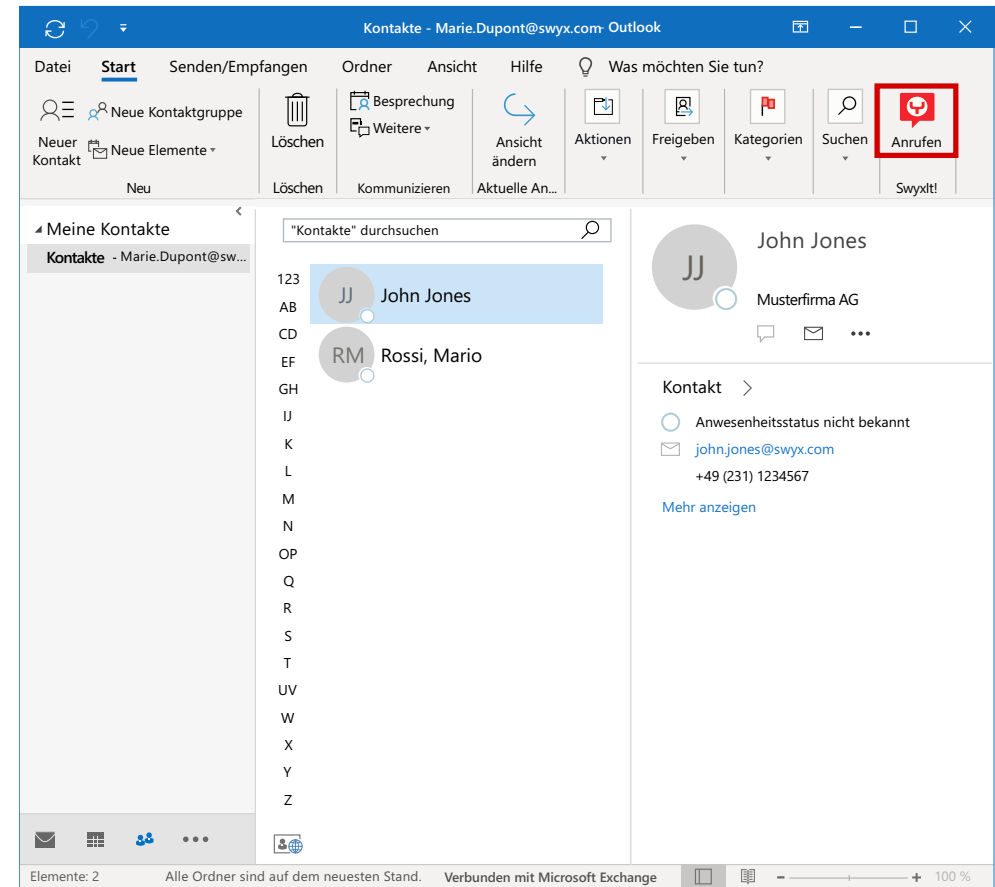 Kontakte - Marie.Dupont@swyx.com- Outlook
Datei Start Senden/Empfangen Ordner Ansicht Hilfe Was möchten Sie tun?
Neuer Kontakt
Neue Kontaktgruppe
Neue Elemente
Neu
Löschen
Löschen
Besprechung
Weitere
Kommunizieren
Ansicht ändern
Aktuelle An...
Aktionen
Freigeben
Kategorien
Suchen
Anrufen
SwyxIt!
Meine Kontakte
Kontakte - Marie.Dupont@sw...
"Kontakte" durchsuchen
123
AB
CD
EF
GH
IJ
K
L
M
N
OP
Q
R
S
T
UV
W
X
Y
Z
JJ John Jones
RM Rossi, Mario
JJ
John Jones
Musterfirma AG
Kontakt
Anwesenheitsstatus nicht bekannt
john.jones@swyx.com
+49 (231) 1234567
Mehr anzeigen
Elemente: 2 Alle Ordner sind auf dem neuesten Stand. Verbunden mit Microsoft Exchange 100 %